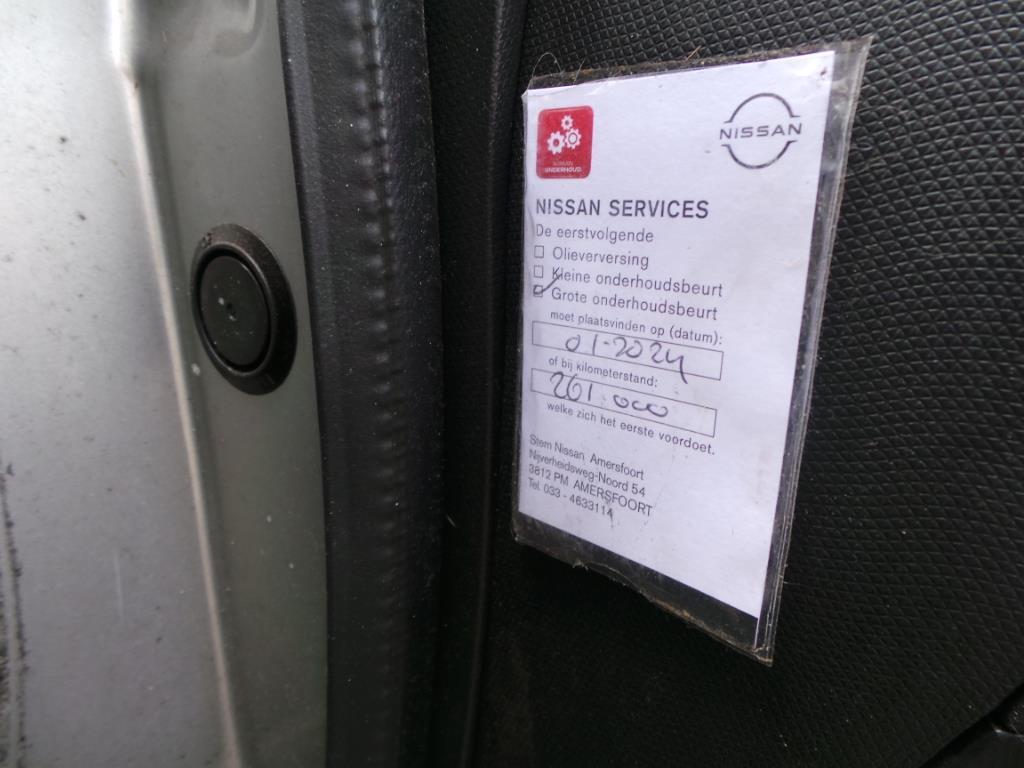 NISSAN
ONDERHOUD
NISSAN
NISSAN SERVICES
De eerstvolgende
Olieverversing
Kleine onderhoudsbeurt
Grote onderhoudsbeurt
moet plaatsvinden op (datum):
01-2024
of bij kilometerstand:
261.000
welke zich het eerste voordoet.
Stern Nissan Amersfoort
Nijverheidsweg-Noord 54
3812 PM AMERSFOORT
Tel. 033 - 4633114